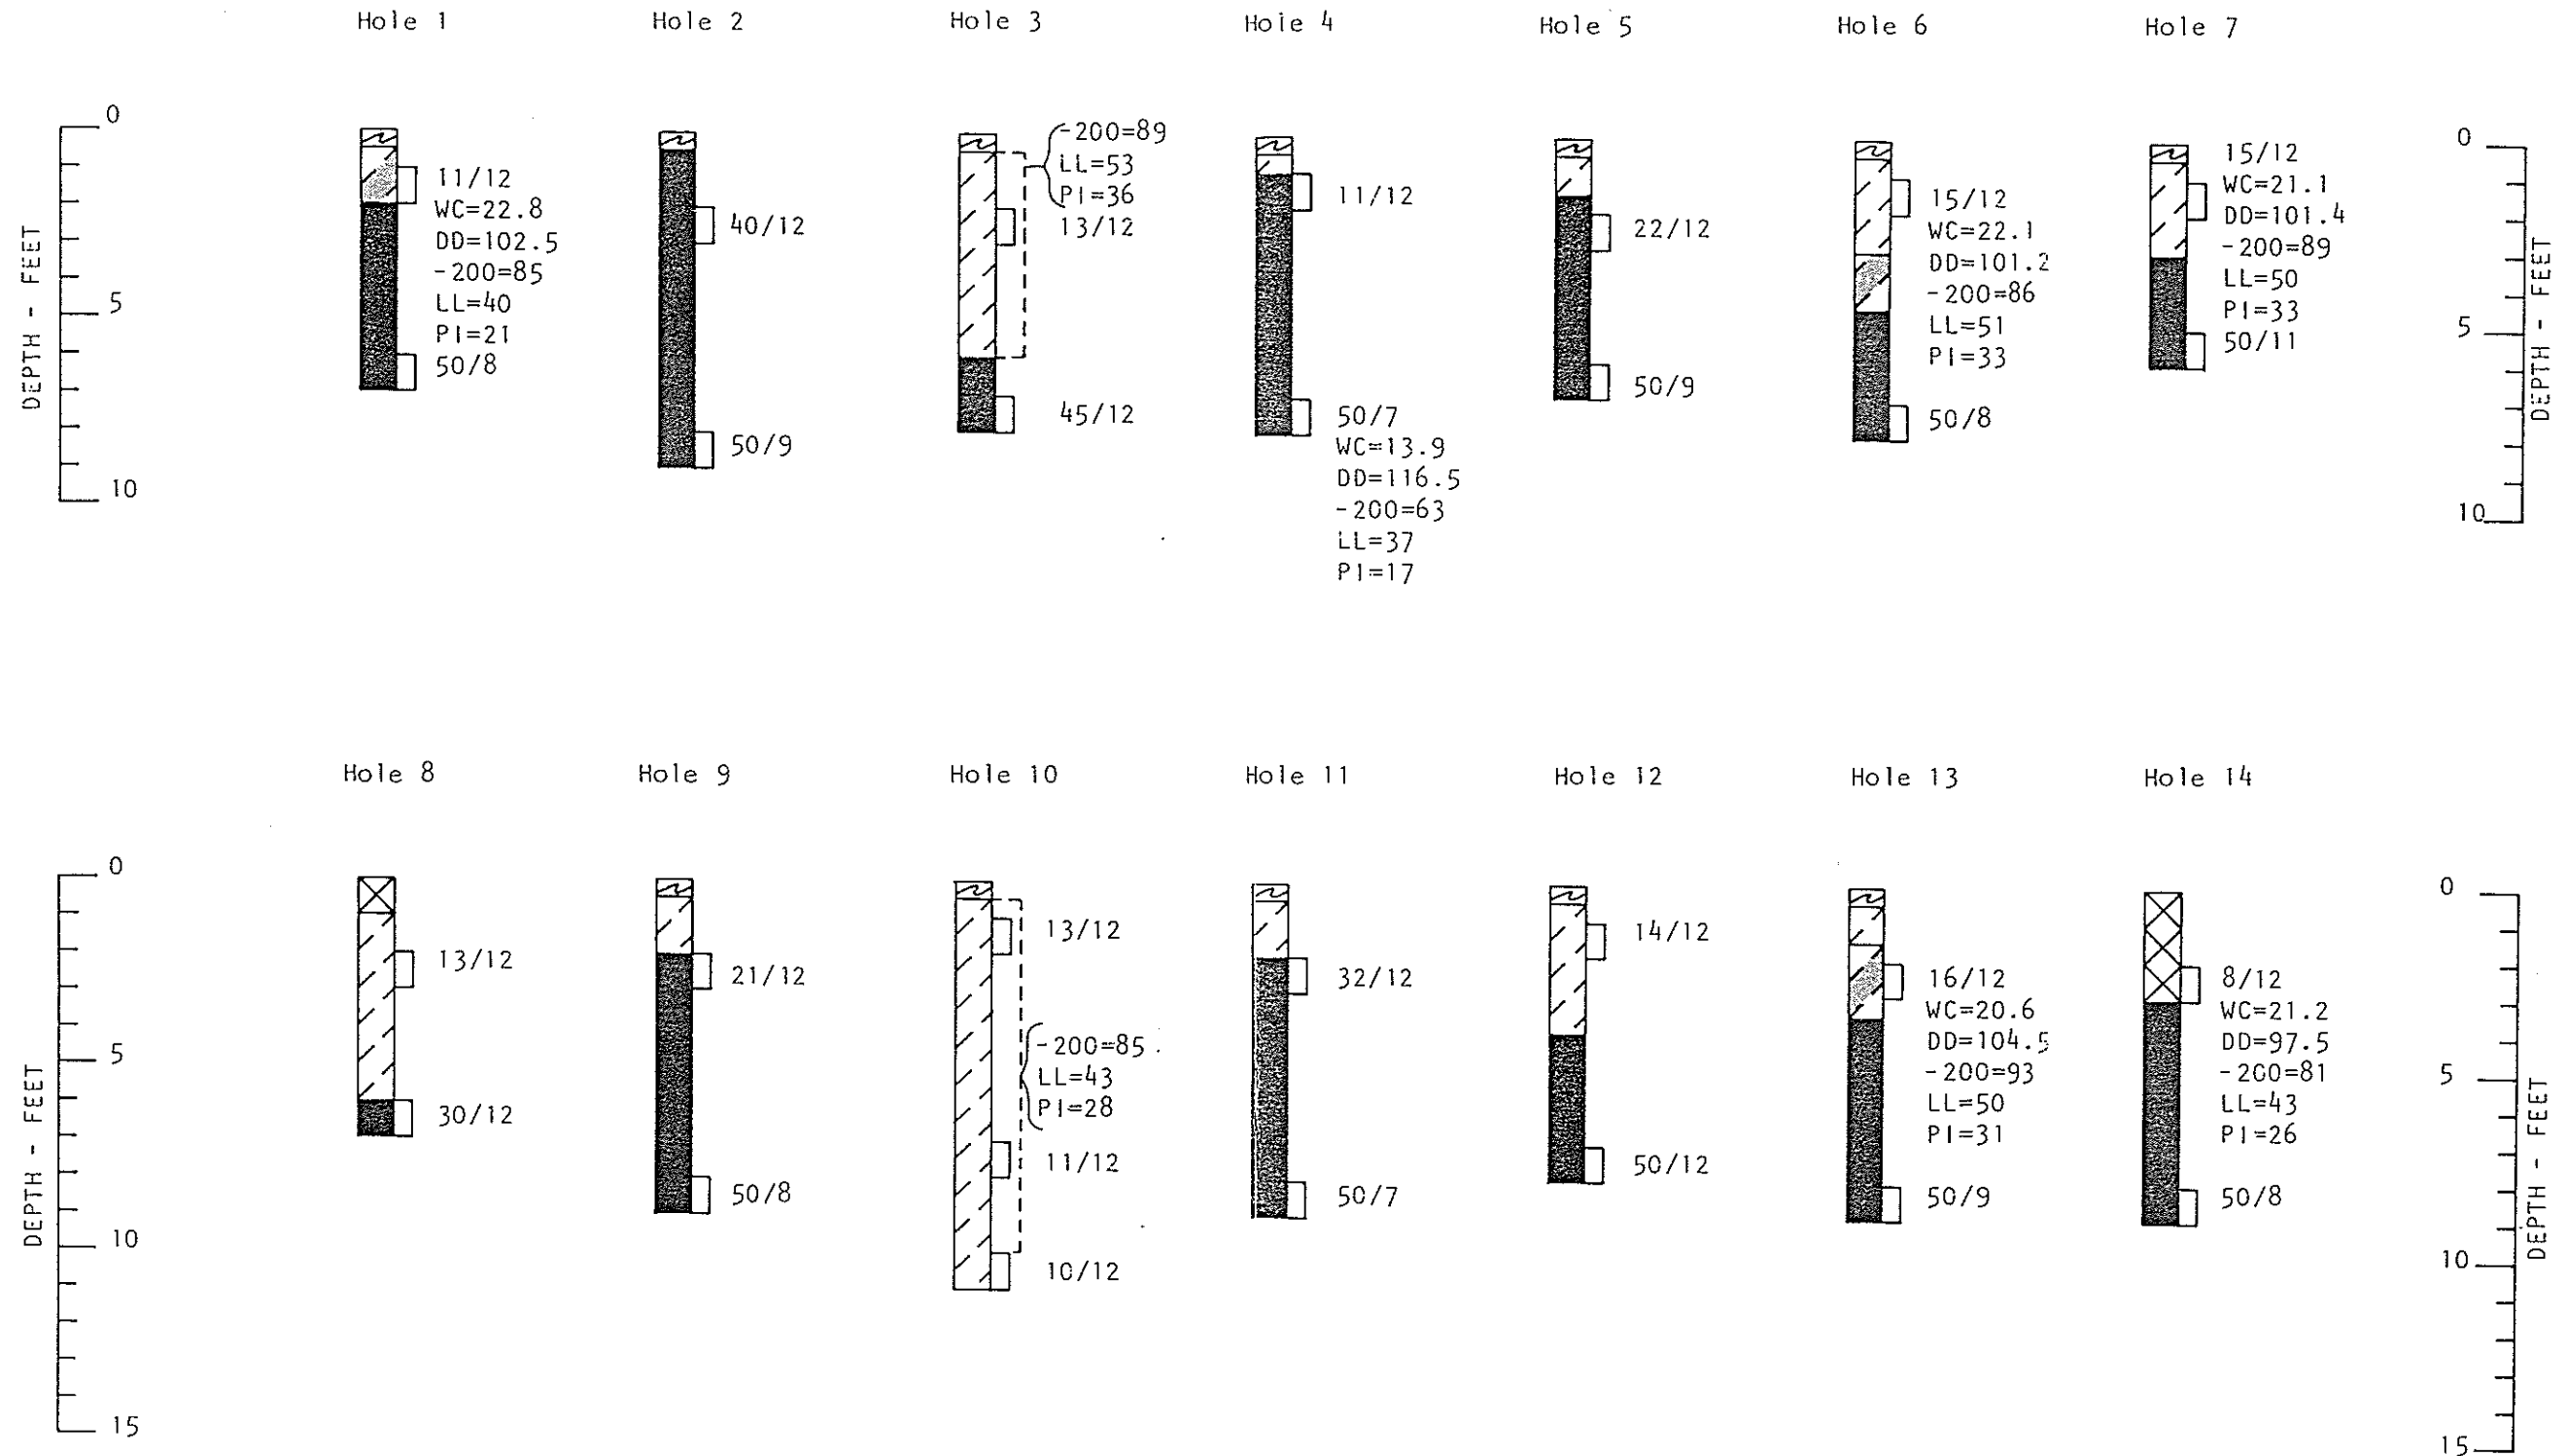 Hole 1
Hole 2
Hole 3
Hole 4
Hole 5
Hole 6
Hole 7
DEPTH - FEET
0
5
10
11/12
WC=22.8
DD=102.5
-200=85
LL=40
PI=21
50/8
40/12
50/9
-200=89
LL=53
PI=36
13/12
45/12
11/12
50/7
WC=13.9
DD=116.5
-200=63
LL=37
PI=17
22/12
50/9
15/12
WC=22.1
DD=101.2
-200=86
LL=51
PI=33
50/8
15/12
WC=21.1
DD=101.4
-200=89
LL=50
PI=33
50/11
0
5
10
DEPTH - FEET
Hole 8
Hole 9
Hole 10
Hole 11
Hole 12
Hole 13
Hole 14
DEPTH - FEET
0
5
10
15
13/12
30/12
21/12
50/8
13/12
-200=85
LL=43
PI=28
11/12
10/12
32/12
50/7
14/12
50/12
16/12
WC=20.6
DD=104.5
-200=93
LL=50
PI=31
50/9
8/12
WC=21.2
DD=97.5
-200=81
LL=43
PI=26
50/8
0
5
10
15
DEPTH - FEET